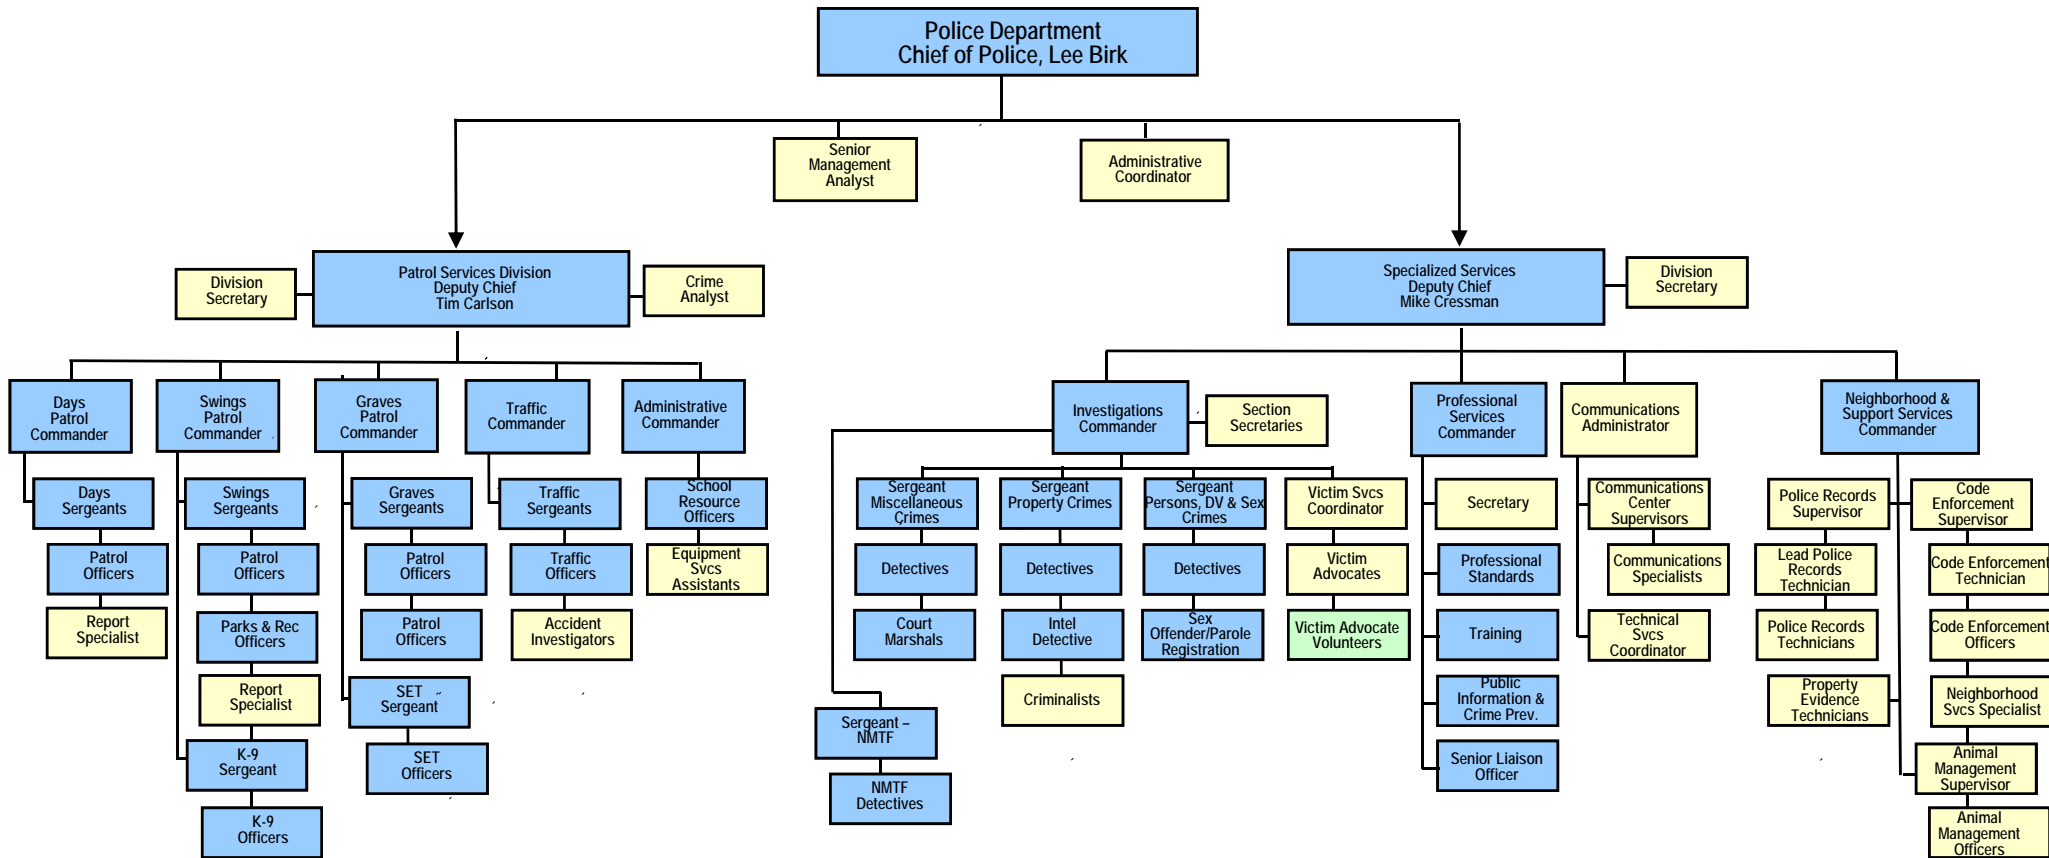 Police Department
Chief of Police, Lee Birk
Senior
Management
Analyst
Administrative
Coordinator
Division
Secretary
Patrol Services Division
Deputy Chief
Tim Carlson
Crime
Analyst
Specialized Services
Deputy Chief
Mike Cressman
Division
Secretary
Days
Patrol
Commander
Swings
Patrol
Commander
Graves
Patrol
Commander
Traffic
Commander
Administrative
Commander
Investigations
Commander
Section
Secretaries
Professional
Services
Commander
Communications
Administrator
Neighborhood &
Support Services
Commander
Days
Sergeants
Patrol
Officers
Report
Specialist
Swings
Sergeants
Patrol
Officers
Parks & Rec
Officers
Report
Specialist
K-9
Sergeant
K-9
Officers
Graves
Sergeants
Patrol
Officers
Patrol
Officers
SET
Sergeant
SET
Officers
Traffic
Sergeants
Traffic
Officers
Accident
Investigators
School
Resource
Officers
Equipment
Svcs
Assistants
Sergeant
Miscellaneous
Crimes
Detectives
Court
Marshals
Sergeant –
NMTF
NMTF
Detectives
Sergeant
Property Crimes
Detectives
Intel
Detective
Criminalists
Sergeant
Persons, DV & Sex
Crimes
Detectives
Sex
Offender/Parole
Registration
Victim Svcs
Coordinator
Victim
Advocates
Victim Advocate
Volunteers
Secretary
Professional
Standards
Training
Public
Information &
Crime Prev.
Senior Liaison
Officer
Communications
Center
Supervisors
Communications
Specialists
Technical
Svcs
Coordinator
Police Records
Supervisor
Lead Police
Records
Technician
Police Records
Technicians
Property
Evidence
Technicians
Code
Enforcement
Supervisor
Code Enforcement
Technician
Code Enforcement
Officers
Neighborhood
Svcs Specialist
Animal
Management
Supervisor
Animal
Management
Officers